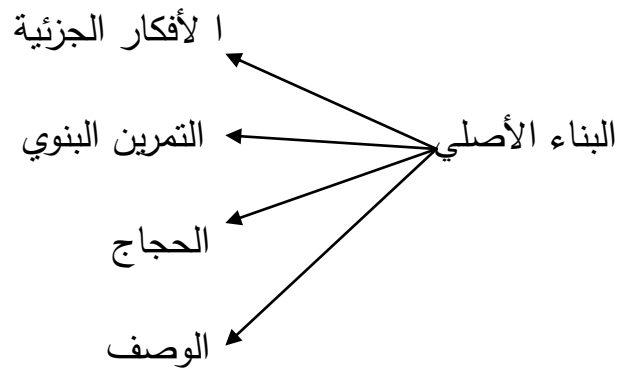 ا لأفكار الجزئية
البناء الأصلي
التمرين البنوي
الحجاج
الوصف